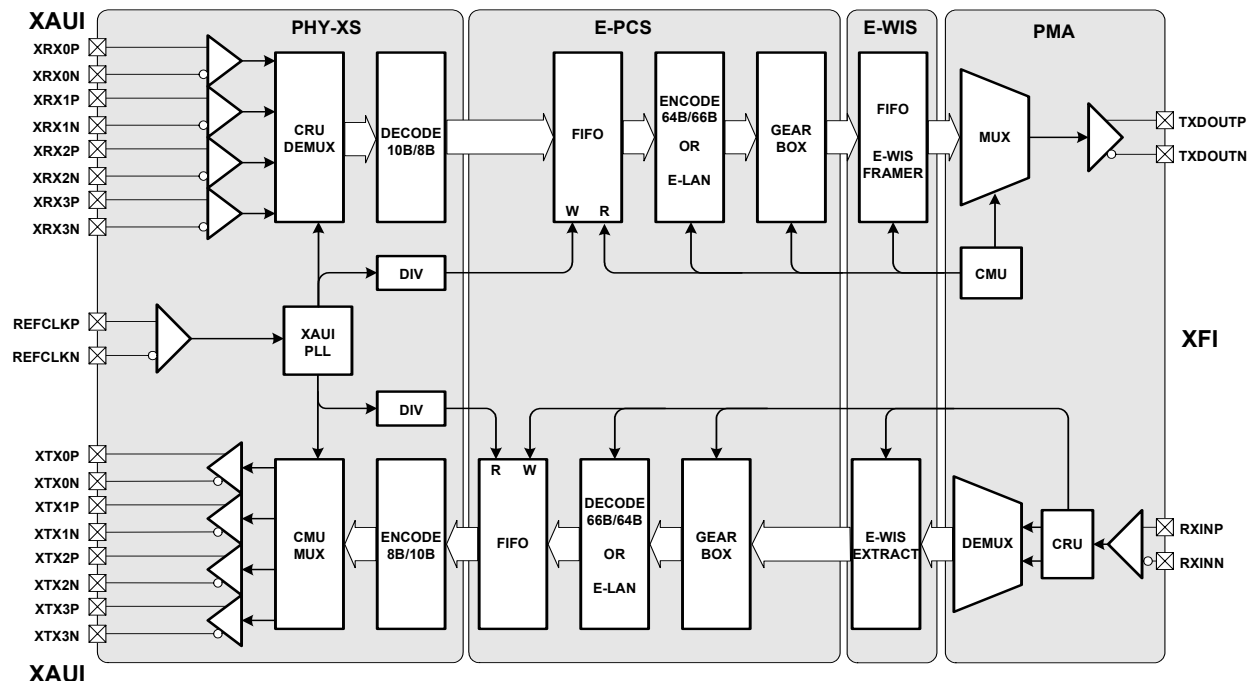 XAUI
PHY-XS
E-PCS
E-WIS
PMA
XRX0P
XRX0N
XRX1P
XRX1N
XRX2P
XRX2N
XRX3P
XRX3N
CRU
DEMUX
DECODE
10B/8B
FIFO
W R
ENCODE
64B/66B
OR
E-LAN
GEAR
BOX
FIFO
E-WIS
FRAMER
MUX
TXDOUTP
TXDOUTN
DIV
CMU
REFCLKP
REFCLKN
XAUI
PLL
XFI
DIV
XTX0P
XTX0N
XTX1P
XTX1N
XTX2P
XTX2N
XTX3P
XTX3N
CMU
MUX
ENCODE
8B/10B
R W
FIFO
DECODE
66B/64B
OR
E-LAN
GEAR
BOX
E-WIS
EXTRACT
DEMUX
CRU
RXINP
RXINN
XAUI